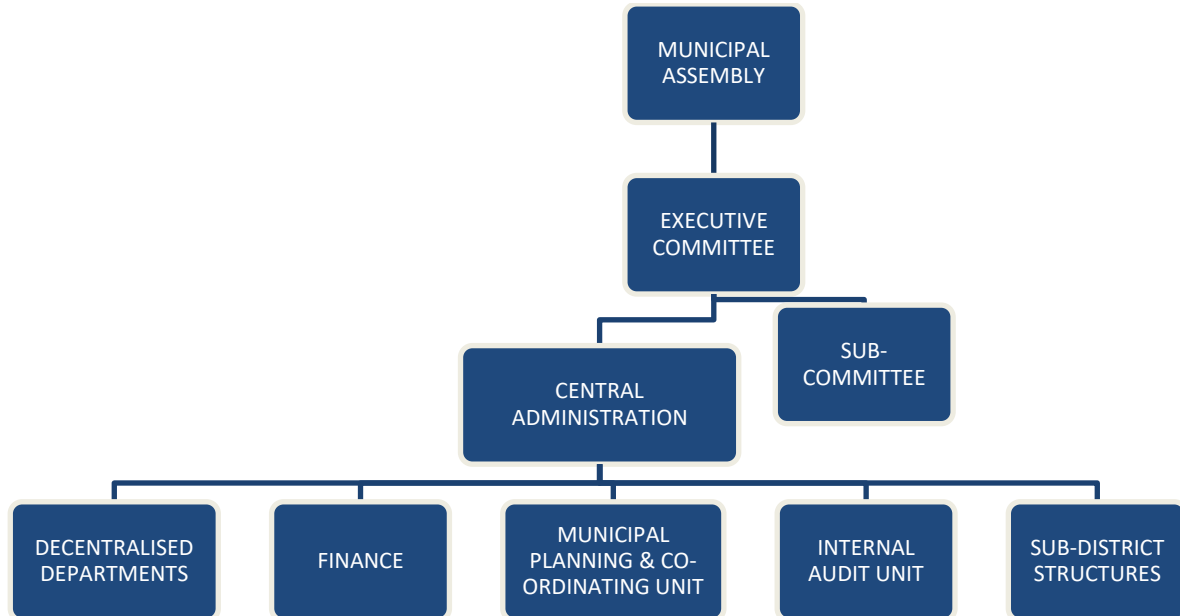 MUNICIPAL
ASSEMBLY
EXECUTIVE
COMMITTEE
SUB-
COMMITTEE
CENTRAL
ADMINISTRATION
DECENTRALISED
DEPARTMENTS
FINANCE
MUNICIPAL
PLANNING & CO-
ORDINATING UNIT
INTERNAL
AUDIT UNIT
SUB-DISTRICT
STRUCTURES